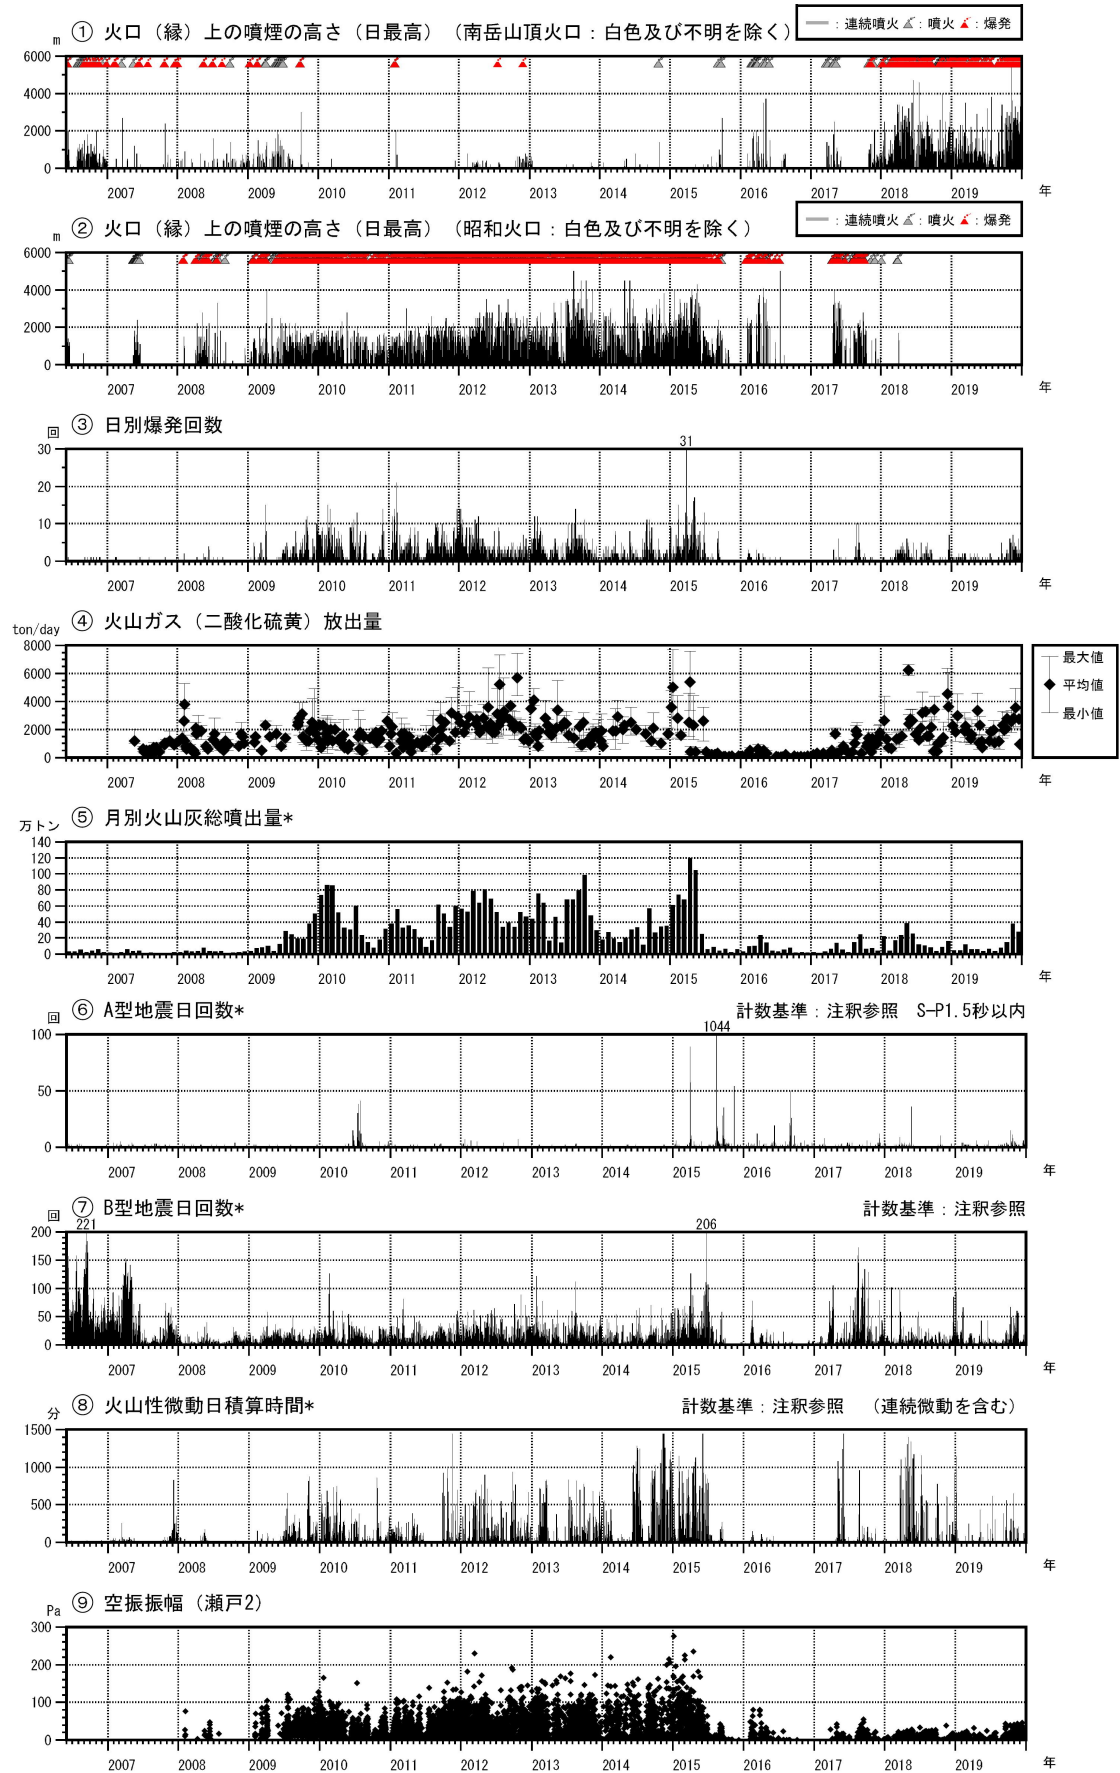 ① 火口（縁）上の噴煙の高さ（日最高）（南岳山頂火口：白色及び不明を除く）
：連続噴火 ：噴火 ：爆発
m
6000
4000
2000
0
2007 2008 2009 2010 2011 2012 2013 2014 2015 2016 2017 2018 2019 年
② 火口（縁）上の噴煙の高さ（日最高）（昭和火口：白色及び不明を除く）
：連続噴火 ：噴火 ：爆発
m
6000
4000
2000
0
2007 2008 2009 2010 2011 2012 2013 2014 2015 2016 2017 2018 2019 年
③ 日別爆発回数
回
31
30
20
10
0
2007 2008 2009 2010 2011 2012 2013 2014 2015 2016 2017 2018 2019 年
④ 火山ガス（二酸化硫黄）放出量
ton/day
8000
6000
4000
2000
0
最大値
平均値
最小値
2007 2008 2009 2010 2011 2012 2013 2014 2015 2016 2017 2018 2019 年
⑤ 月別火山灰総噴出量*
万トン
140
120
100
80
60
40
20
0
2007 2008 2009 2010 2011 2012 2013 2014 2015 2016 2017 2018 2019 年
⑥ A型地震日回数* 計数基準：注釈参照 S-P1.5秒以内
回
1044
100
50
0
2007 2008 2009 2010 2011 2012 2013 2014 2015 2016 2017 2018 2019 年
⑦ B型地震日回数* 計数基準：注釈参照
回
221 206
200
150
100
50
0
2007 2008 2009 2010 2011 2012 2013 2014 2015 2016 2017 2018 2019 年
⑧ 火山性微動日積算時間* 計数基準：注釈参照 （連続微動を含む）
分
1500
1000
500
0
2007 2008 2009 2010 2011 2012 2013 2014 2015 2016 2017 2018 2019 年
⑨ 空振振幅（瀬戸2）
Pa
300
200
100
0
2007 2008 2009 2010 2011 2012 2013 2014 2015 2016 2017 2018 2019 年